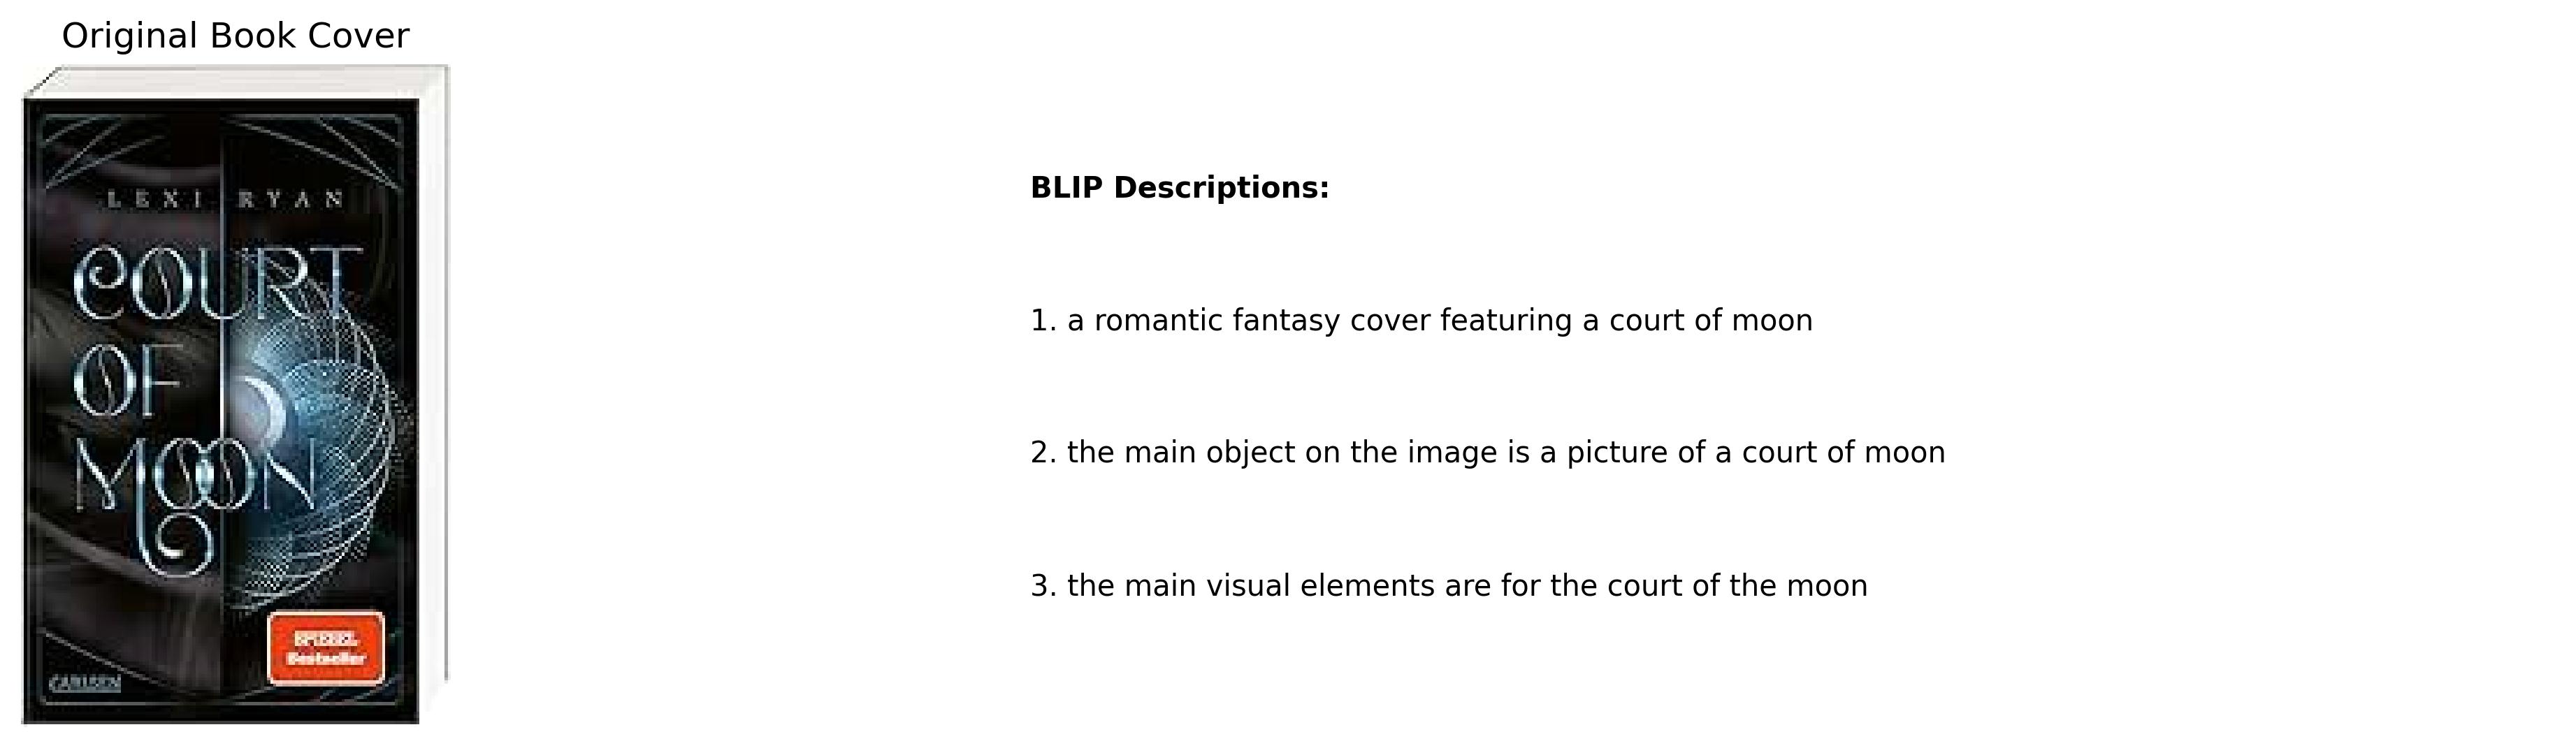 Original Book Cover
LEXI RYAN
COURT
OF
MOON
SPIEGEL
Bestseller
CARLSEN
BLIP Descriptions:
1. a romantic fantasy cover featuring a court of moon
2. the main object on the image is a picture of a court of moon
3. the main visual elements are for the court of the moon